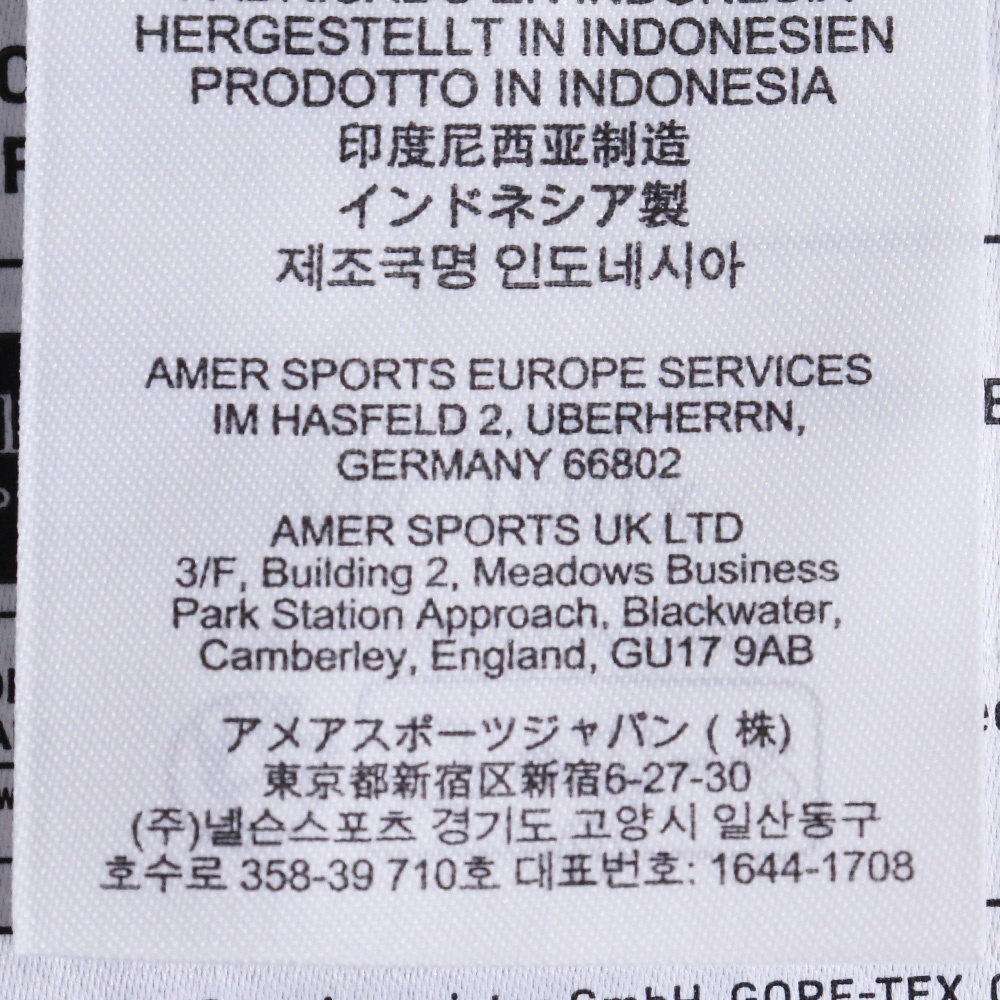 HERGESTELLT IN INDONESIEN
PRODOTTO IN INDONESIA
印度尼西亚制造
インドネシア製
제조국명 인도네시아
AMER SPORTS EUROPE SERVICES
IM HASFELD 2, UBERHERRN,
GERMANY 66802
AMER SPORTS UK LTD
3/F, Building 2, Meadows Business
Park Station Approach, Blackwater,
Camberley, England, GU17 9AB
アメアスポーツジャパン ( 株)
東京都新宿区新宿6-27-30
(주)넬슨스포츠 경기도 고양시 일산동구
호수로 358-39 710호 대표번호: 1644-1708
GmbH GORE-TEX